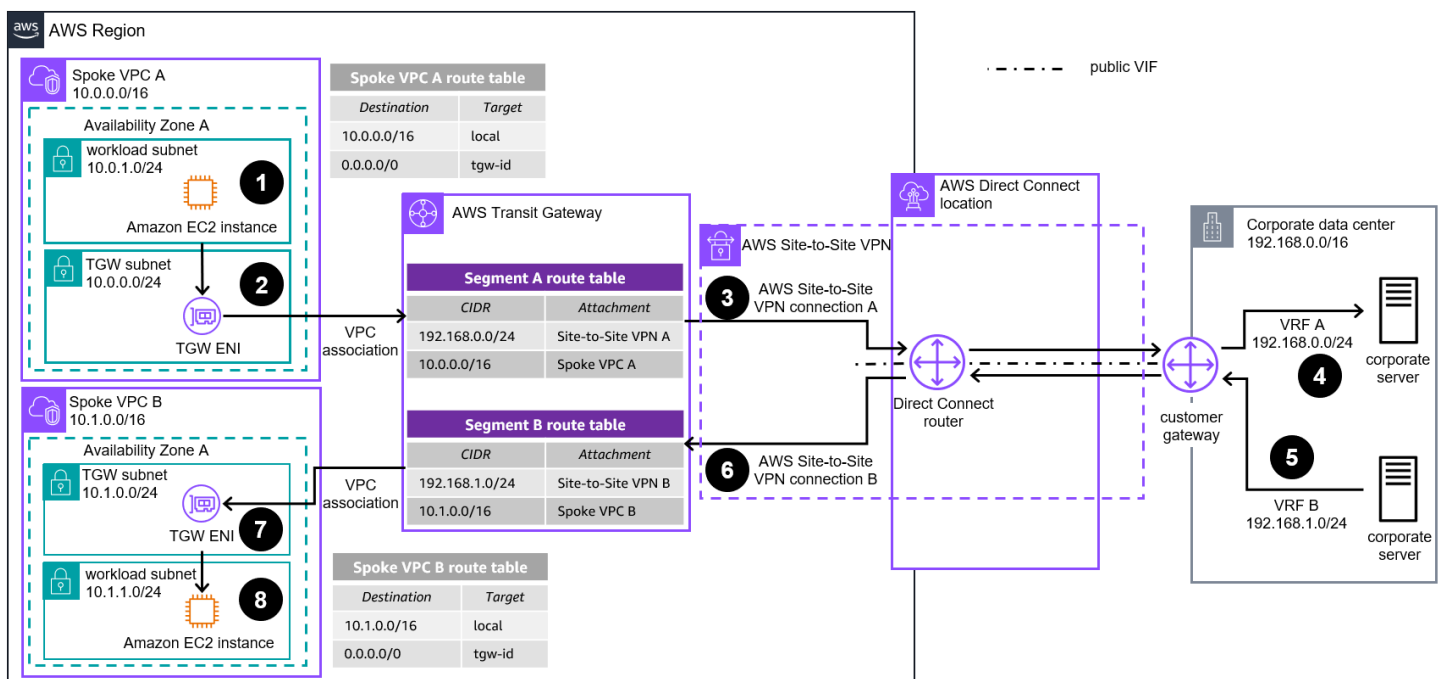 aws
AWS Region
Spoke VPC A
10.0.0.0/16
Availability Zone A
workload subnet
10.0.1.0/24
1
Amazon EC2 instance
TGW subnet
10.0.0.0/24
2
TGW ENI
VPC
association
Spoke VPC A route table
Destination Target
10.0.0.0/16 local
0.0.0.0/0 tgw-id
public VIF
AWS Transit Gateway
Segment A route table
CIDR Attachment
192.168.0.0/24 Site-to-Site VPN A
10.0.0.0/16 Spoke VPC A
Segment B route table
CIDR Attachment
192.168.1.0/24 Site-to-Site VPN B
10.1.0.0/16 Spoke VPC B
AWS Direct Connect
location
AWS Site-to-Site VPN
3
AWS Site-to-Site
VPN connection A
Direct Connect
router
6
AWS Site-to-Site
VPN connection B
Corporate data center
192.168.0.0/16
VRF A
192.168.0.0/24
4
corporate
server
customer
gateway
5
VRF B
192.168.1.0/24
corporate
server
Spoke VPC B
10.1.0.0/16
Availability Zone A
TGW subnet
10.1.0.0/24
TGW ENI
7
VPC
association
workload subnet
10.1.1.0/24
8
Amazon EC2 instance
Spoke VPC B route table
Destination Target
10.1.0.0/16 local
0.0.0.0/0 tgw-id